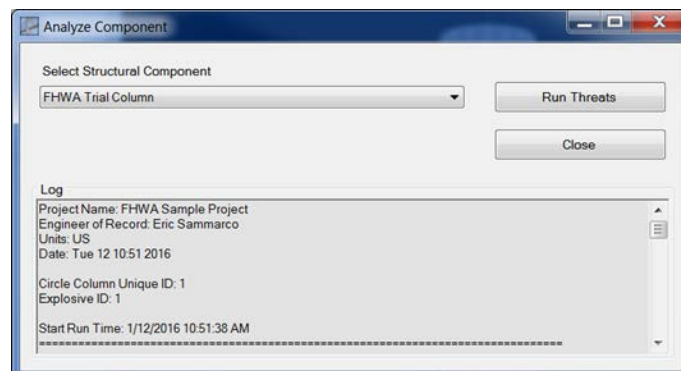 Analyze Component
Select Structural Component
FHWA Trial Column
Run Threats
Close
Log
Project Name: FHWA Sample Project
Engineer of Record: Eric Sammarco
Units: US
Date: Tue 12 10:51 2016
Circle Column Unique ID: 1
Explosive ID: 1
Start Run Time: 1/12/2016 10:51:38 AM